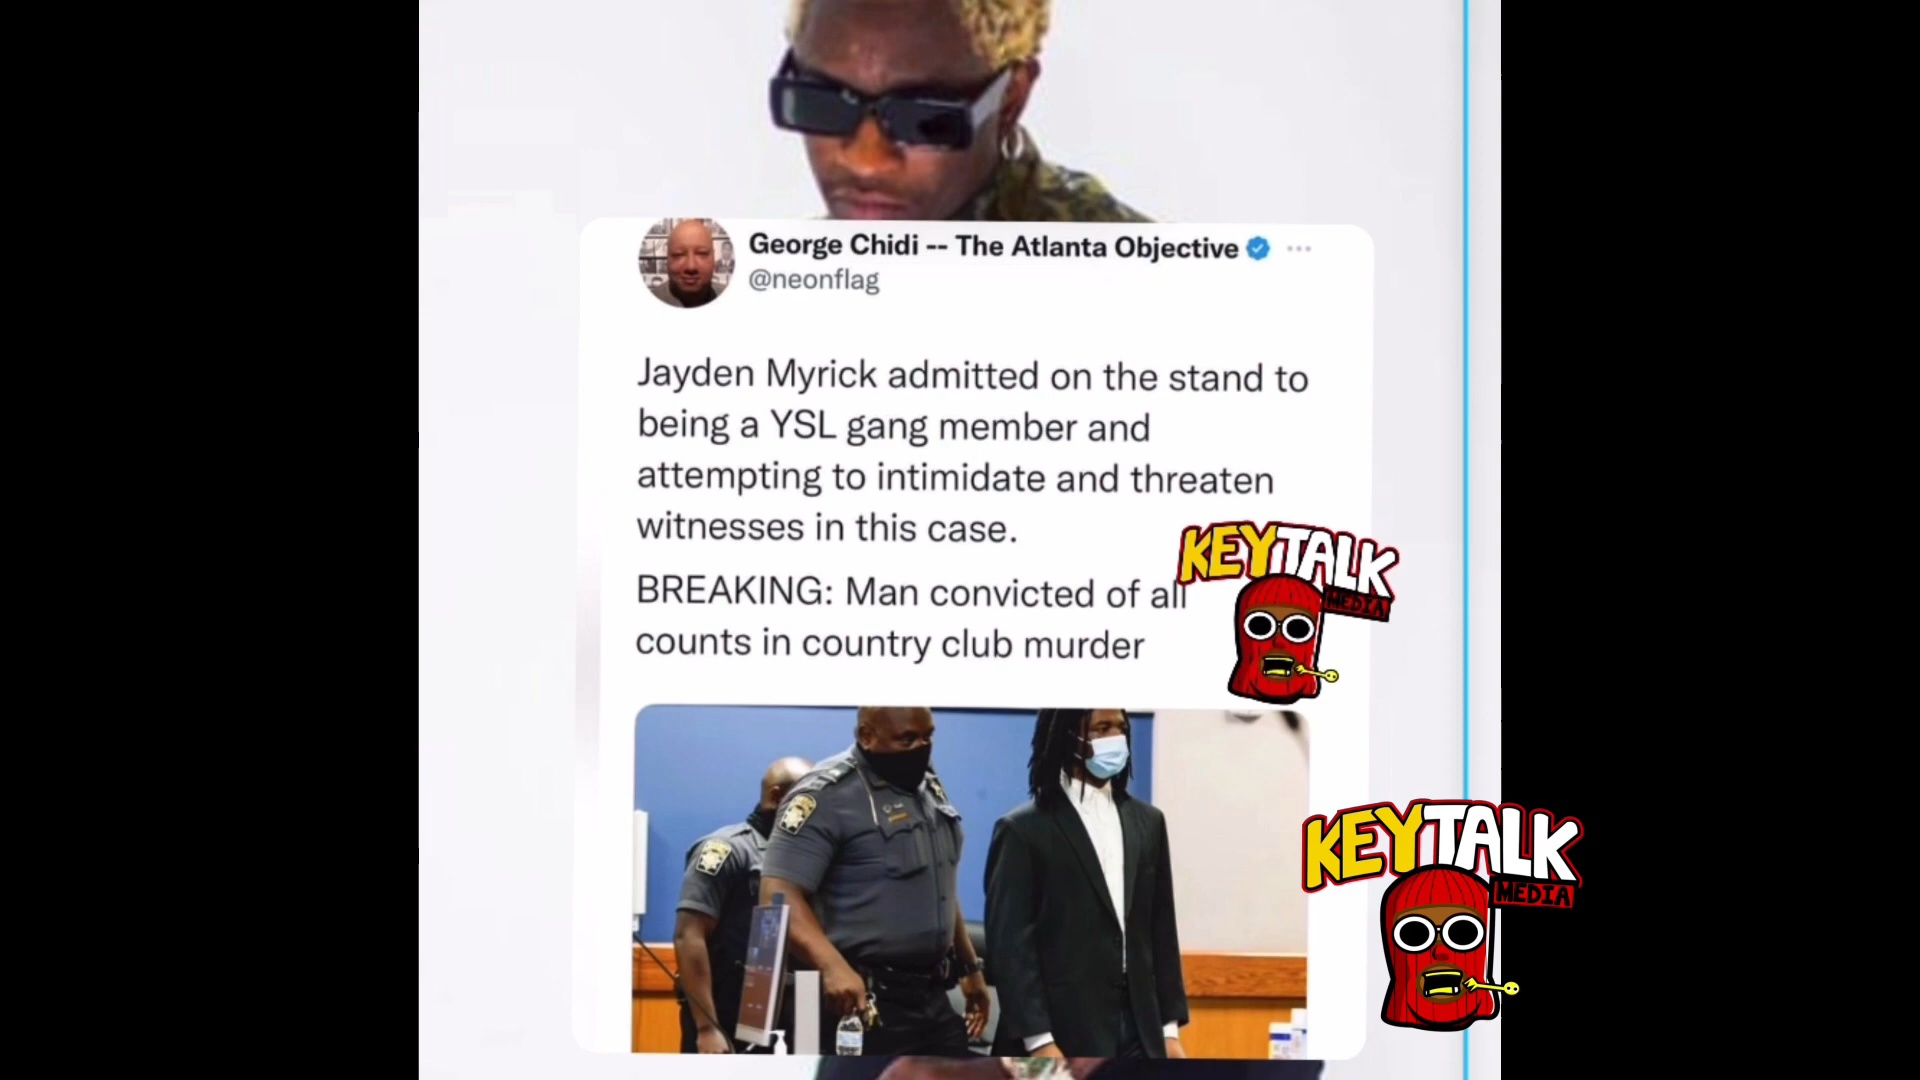 George Chidi -- The Atlanta Objective
@neonflag
Jayden Myrick admitted on the stand to
being a YSL gang member and
attempting to intimidate and threaten
witnesses in this case.
BREAKING: Man convicted of all
counts in country club murder
KEYTALK
MEDIA
KEYTALK
MEDIA